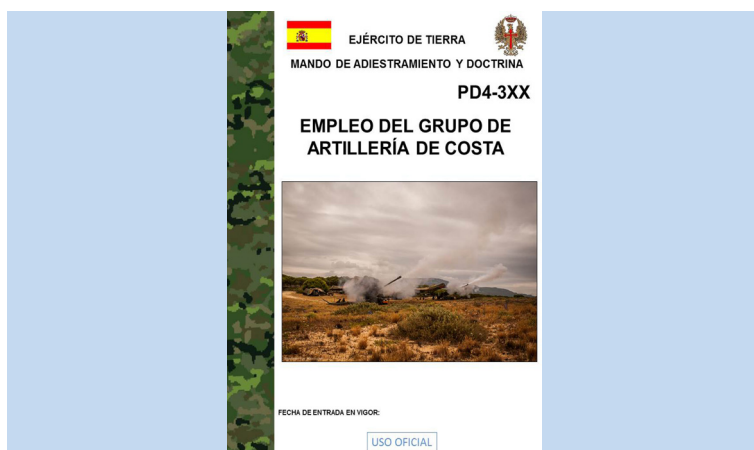 EJÉRCITO DE TIERRA
MANDO DE ADIESTRAMIENTO Y DOCTRINA
PD4-3XX
EMPLEO DEL GRUPO DE
ARTILLERÍA DE COSTA
FECHA DE ENTRADA EN VIGOR:
USO OFICIAL